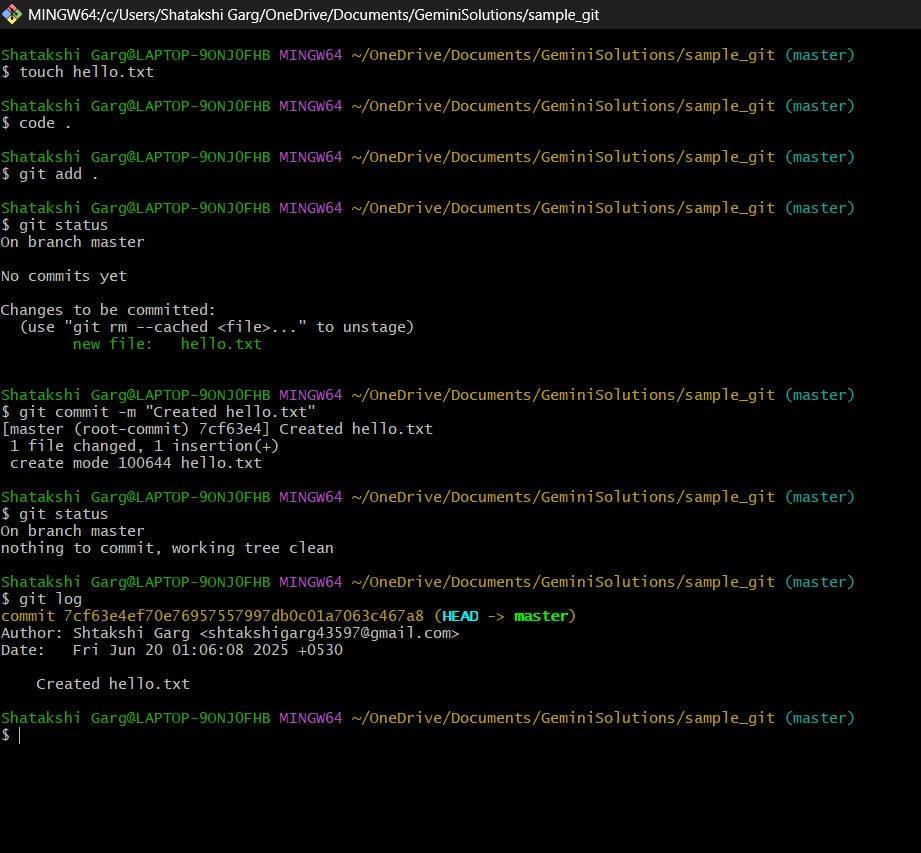 MINGW64:/c/Users/Shatakshi Garg/OneDrive/Documents/GeminiSolutions/sample_git
Shatakshi Garg@LAPTOP-9ONJOFHB MINGW64 ~/OneDrive/Documents/GeminiSolutions/sample_git (master)
$ touch hello.txt
Shatakshi Garg@LAPTOP-9ONJOFHB MINGW64 ~/OneDrive/Documents/GeminiSolutions/sample_git (master)
$ code .
Shatakshi Garg@LAPTOP-9ONJOFHB MINGW64 ~/OneDrive/Documents/GeminiSolutions/sample_git (master)
$ git add .
Shatakshi Garg@LAPTOP-9ONJOFHB MINGW64 ~/OneDrive/Documents/GeminiSolutions/sample_git (master)
$ git status
On branch master
No commits yet
Changes to be committed:
  (use "git rm --cached <file>..." to unstage)
        new file:   hello.txt
Shatakshi Garg@LAPTOP-9ONJOFHB MINGW64 ~/OneDrive/Documents/GeminiSolutions/sample_git (master)
$ git commit -m "Created hello.txt"
[master (root-commit) 7cf63e4] Created hello.txt
 1 file changed, 1 insertion(+)
 create mode 100644 hello.txt
Shatakshi Garg@LAPTOP-9ONJOFHB MINGW64 ~/OneDrive/Documents/GeminiSolutions/sample_git (master)
$ git status
On branch master
nothing to commit, working tree clean
Shatakshi Garg@LAPTOP-9ONJOFHB MINGW64 ~/OneDrive/Documents/GeminiSolutions/sample_git (master)
$ git log
commit 7cf63e4ef70e76957557997db0c01a7063c467a8 (HEAD -> master)
Author: Shtakshi Garg <shtakshigarg43597@gmail.com>
Date:   Fri Jun 20 01:06:08 2025 +0530
    Created hello.txt
Shatakshi Garg@LAPTOP-9ONJOFHB MINGW64 ~/OneDrive/Documents/GeminiSolutions/sample_git (master)
$